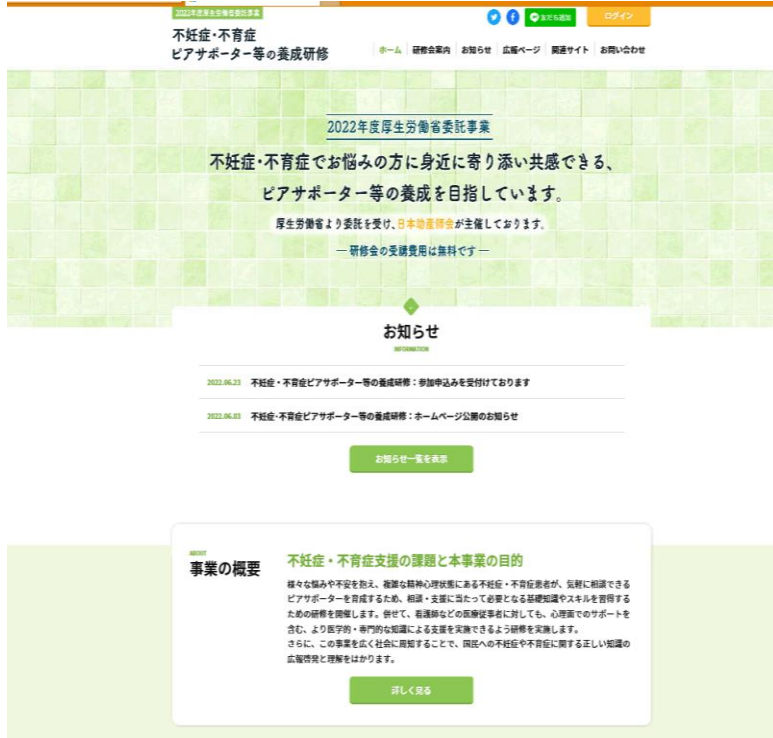 2022年度厚生労働省委託事業
友だち追加
ログイン
不妊症·不育症
ピアサポーター等の養成研修
ホーム 研修会案内 お知らせ 広報ページ 関連サイト お問い合わせ
2022年度厚生労働省委託事業
不妊症·不育症でお悩みの方に身近に寄り添い共感できる、
ピアサポーター等の養成を目指しています。
厚生労働省より委託を受け、日本助産師会が主催しております。
― 研修会の受講費用は無料です ―
お知らせ
INFORMATION
2022.06.23 不妊症・不育症ピアサポーター等の養成研修：参加申込みを受付けております
2022.06.03 不妊症·不育症ピアサポーター等の養成研修：ホームページ公開のお知らせ
お知らせ一覧を表示
ABOUT
事業の概要
不妊症・不育症支援の課題と本事業の目的
様々な悩みや不安を抱え、複雑な精神心理状態にある不妊症・不育症患者が、気軽に相談できる
ピアサポーターを育成するため、相談・支援に当たって必要となる基礎知識やスキルを習得する
ための研修を開催します。併せて、看護師などの医療従事者に対しても、心理面でのサポートを
含む、より医学的・専門的な知識による支援を実施できるよう研修を実施します。
さらに、この事業を広く社会に周知することで、国民への不妊症や不育症に関する正しい知識の
広報啓発と理解をはかります。
詳しく見る